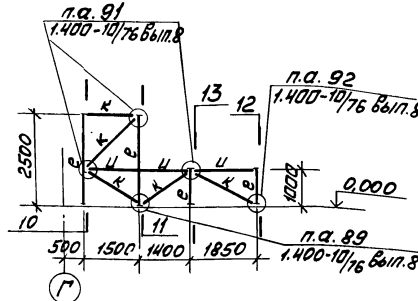 п.а. 91
1.400-10/76 вып.8
п.а. 92
1.400-10/76 вып.8
13
12
к
к
е
е
2500
и
и
к
к
е
к
е
1000
0,000
10
11
500
1500
1400
1850
п.а. 89
1.400-10/76 вып.8
Г